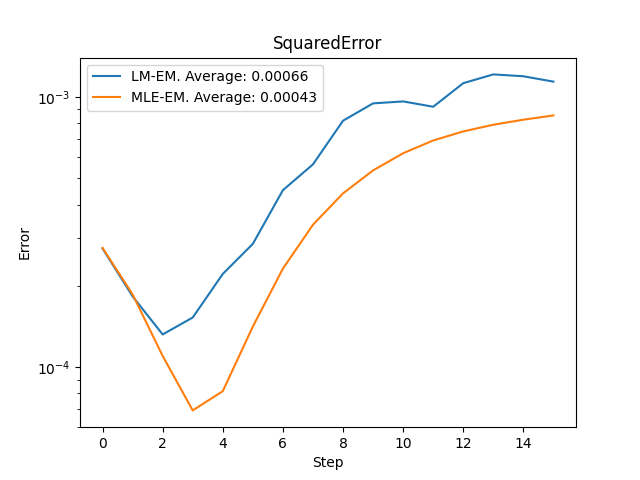 SquaredError
LM-EM. Average: 0.00066
MLE-EM. Average: 0.00043
10⁻³
10⁻⁴
Error
0 2 4 6 8 10 12 14
Step